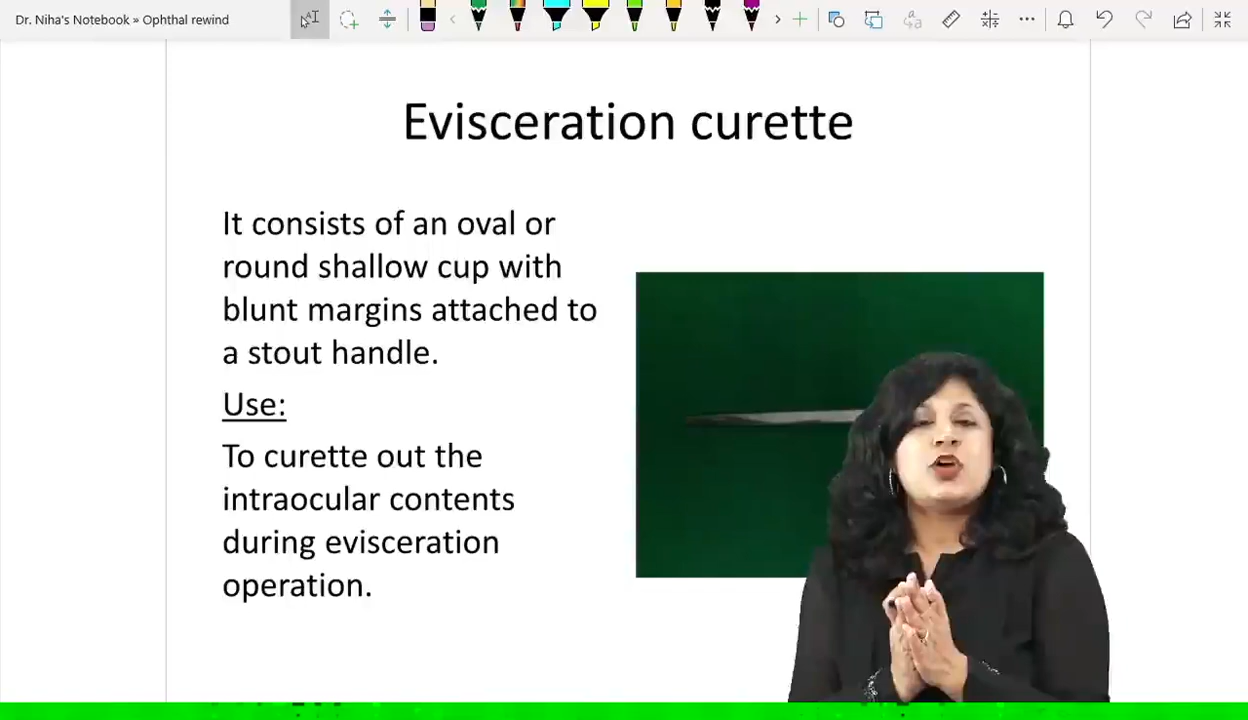 Dr. Niha's Notebook » Ophthal rewind
Evisceration curette
It consists of an oval or
round shallow cup with
blunt margins attached to
a stout handle.
Use:
To curette out the
intraocular contents
during evisceration
operation.